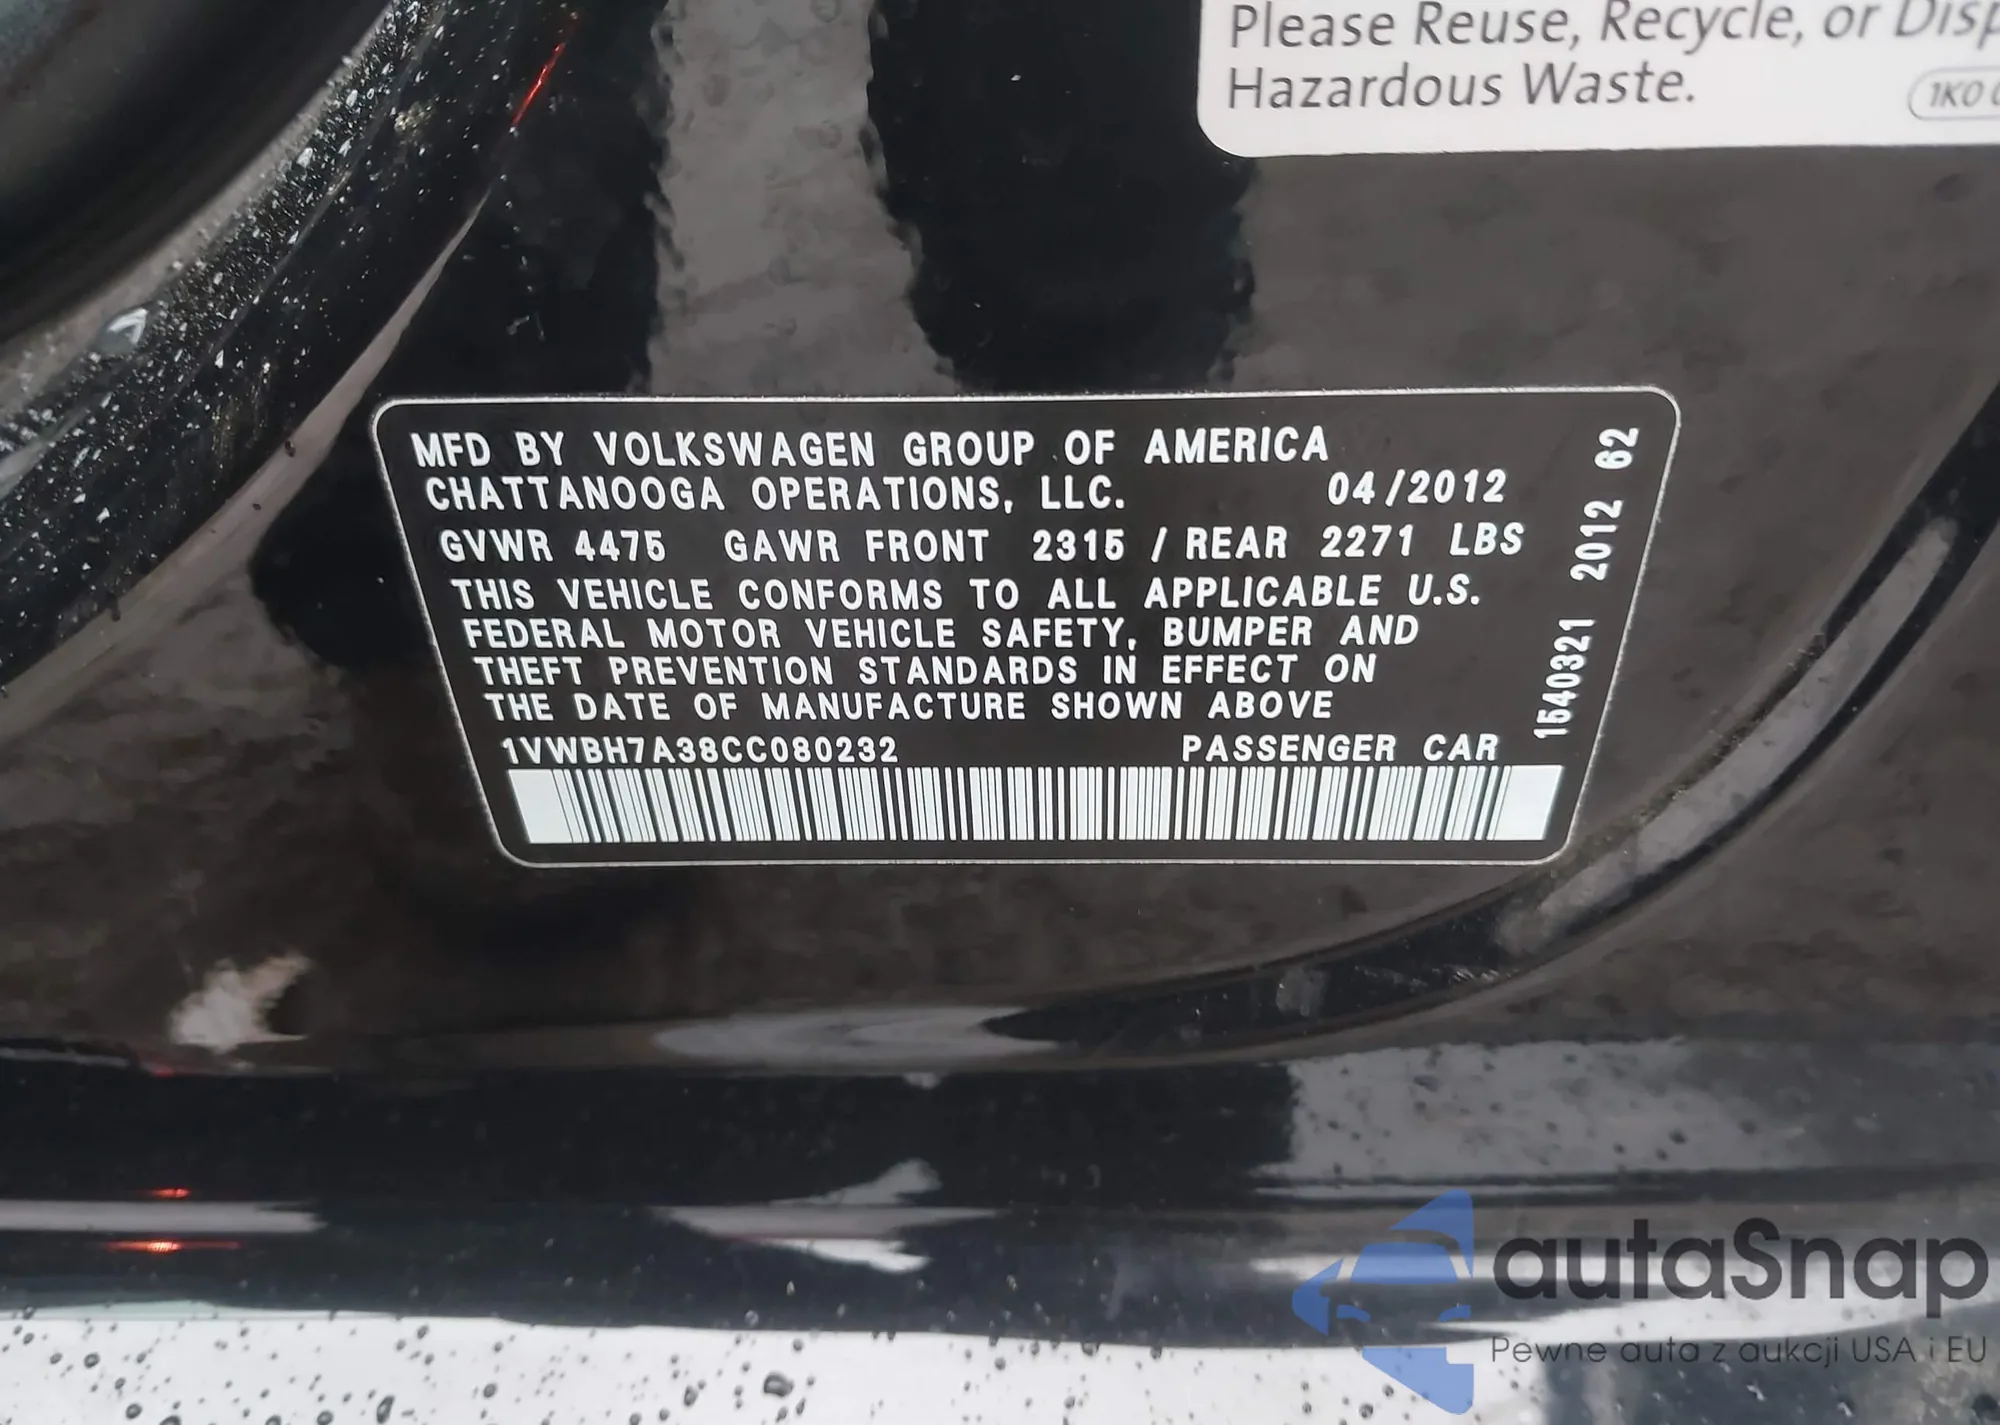 Please Reuse, Recycle, or Disp
Hazardous Waste.
1K0
MFD BY VOLKSWAGEN GROUP OF AMERICA
CHATTANOOGA OPERATIONS, LLC. 04/2012
GVWR 4475 GAWR FRONT 2315 / REAR 2271 LBS
THIS VEHICLE CONFORMS TO ALL APPLICABLE U.S.
FEDERAL MOTOR VEHICLE SAFETY, BUMPER AND
THEFT PREVENTION STANDARDS IN EFFECT ON
THE DATE OF MANUFACTURE SHOWN ABOVE
1VWBH7A38CC080232 PASSENGER CAR
1540321 2012 62
autaSnap
Pewne auta z aukcji USA i EU